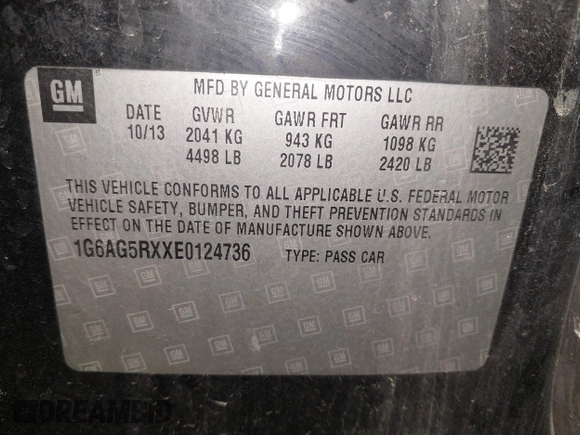 GM
MFD BY GENERAL MOTORS LLC
DATE GVWR GAWR FRT GAWR RR
10/13 2041 KG 943 KG 1098 KG
4498 LB 2078 LB 2420 LB
THIS VEHICLE CONFORMS TO ALL APPLICABLE U.S. FEDERAL MOTOR
VEHICLE SAFETY, BUMPER, AND THEFT PREVENTION STANDARDS IN
EFFECT ON THE DATE OF MANUFACTURE SHOWN ABOVE.
1G6AG5RXXE0124736 TYPE: PASS CAR
DREAMBID